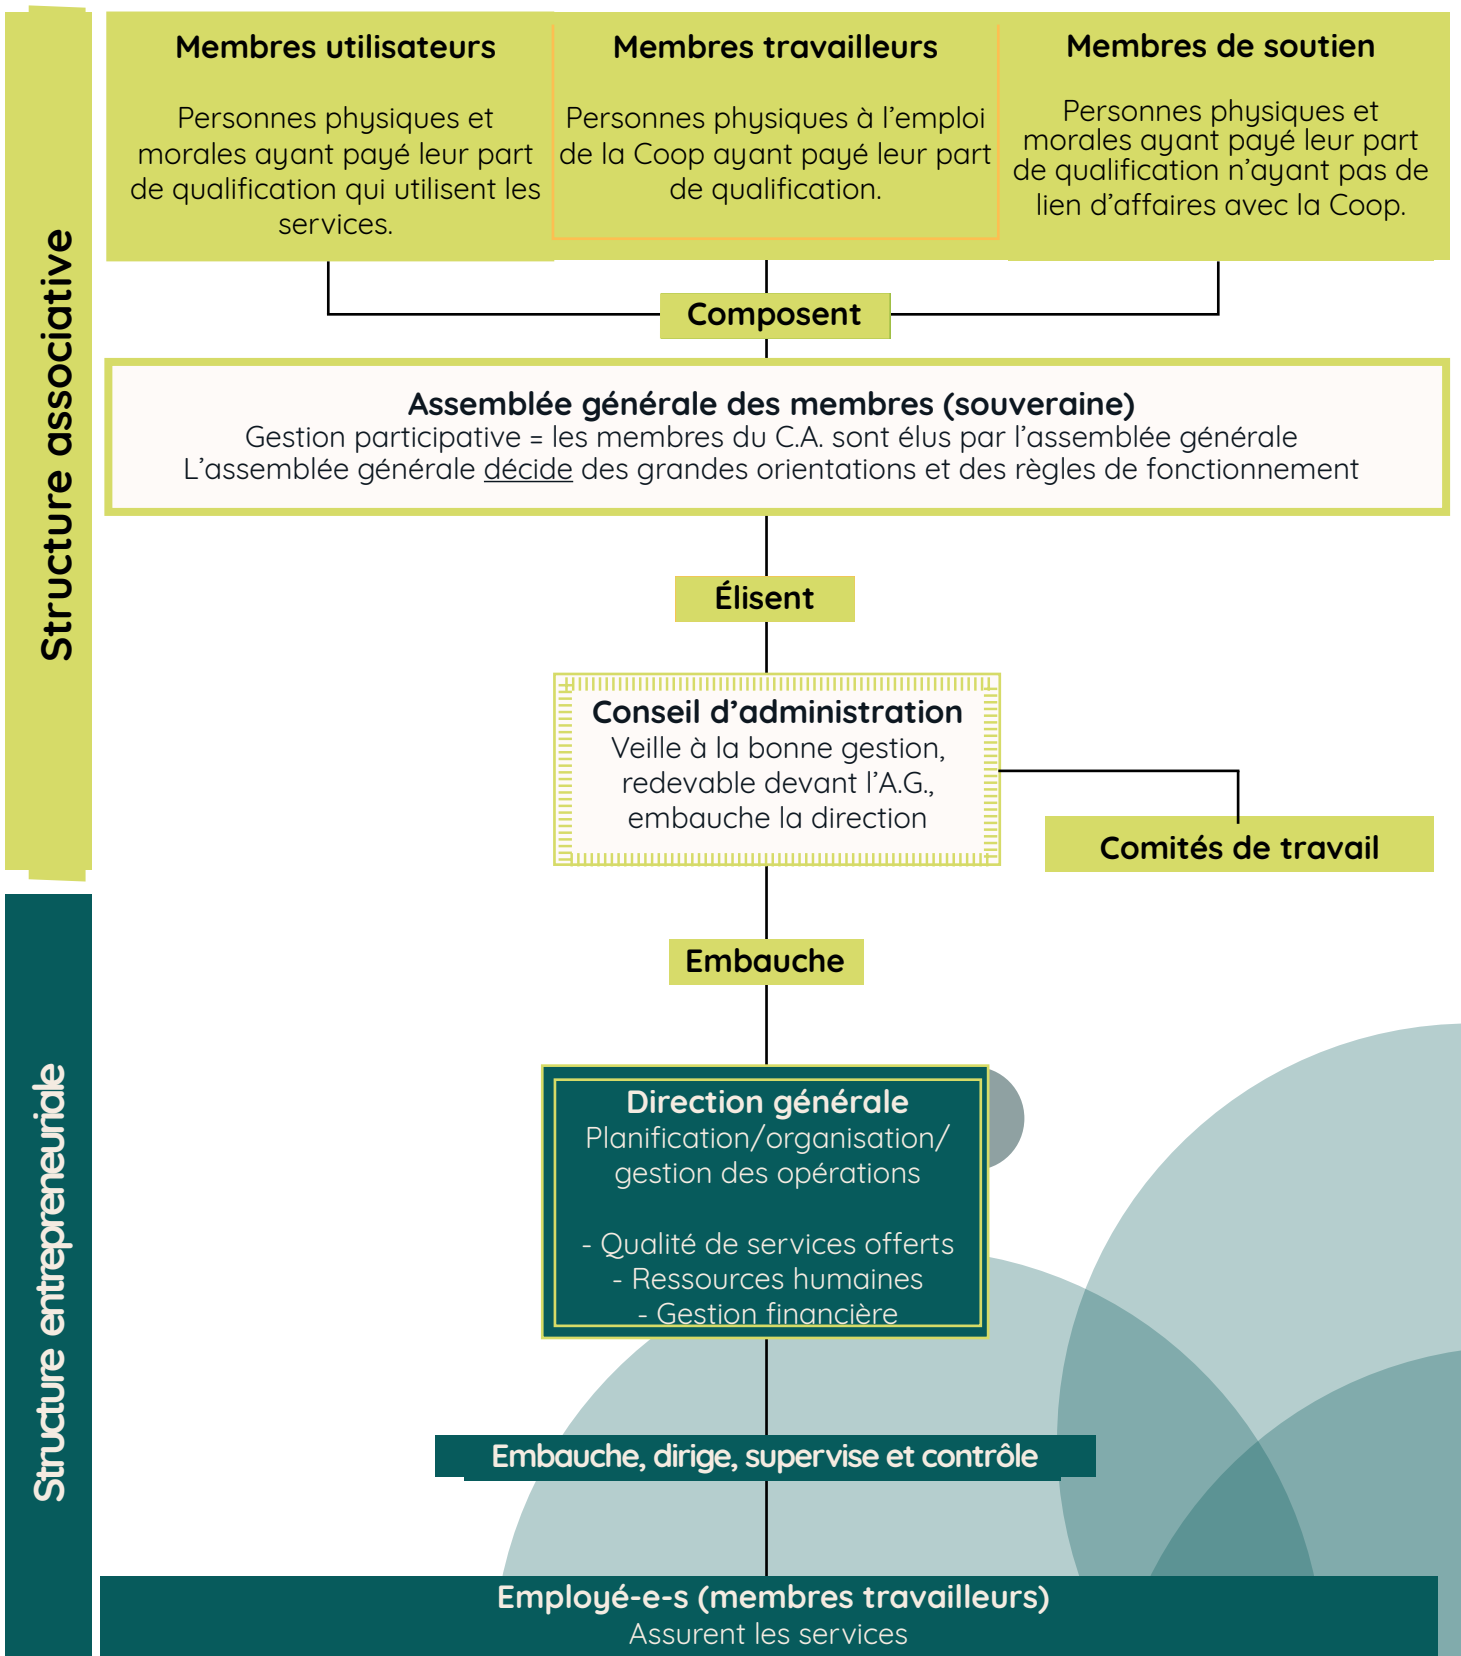 Structure associative
Membres utilisateurs
Personnes physiques et
morales ayant payé leur part
de qualification qui utilisent les
services.
Membres travailleurs
Personnes physiques à l'emploi
de la Coop ayant payé leur part
de qualification.
Membres de soutien
Personnes physiques et
morales ayant payé leur part
de qualification n'ayant pas de
lien d'affaires avec la Coop.
Composent
Assemblée générale des membres (souveraine)
Gestion participative = les membres du C.A. sont élus par l'assemblée générale
L'assemblée générale décide des grandes orientations et des règles de fonctionnement
Élisent
Conseil d'administration
Veille à la bonne gestion,
redevable devant l'A.G.,
embauche la direction
Comités de travail
Embauche
Structure entrepreneuriale
Direction générale
Planification/organisation/
gestion des opérations
- Qualité de services offerts
- Ressources humaines
- Gestion financière
Embauche, dirige, supervise et contrôle
Employé-e-s (membres travailleurs)
Assurent les services